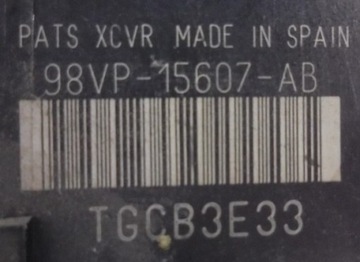 PATS XCVR MADE IN SPAIN
98VP-15607-AB
TGCB3E33